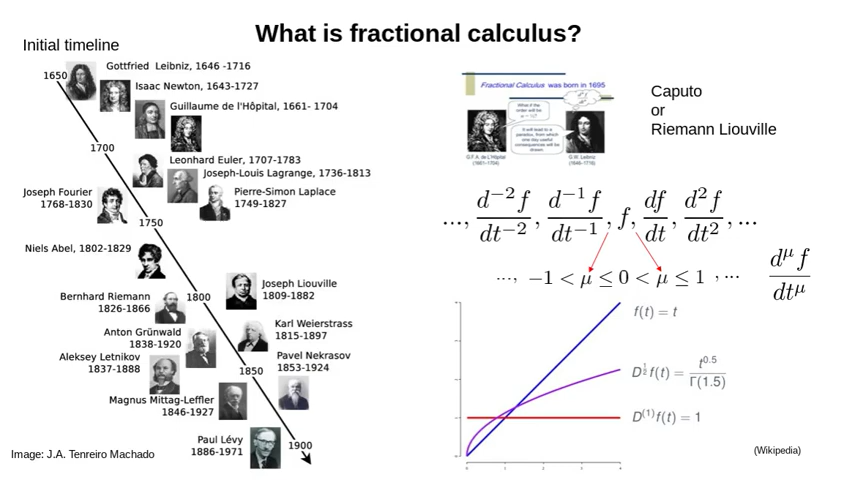 What is fractional calculus?
Initial timeline
1650
Gottfried Leibniz, 1646 -1716
Isaac Newton, 1643-1727
Guillaume de l'Hôpital, 1661- 1704
1700
Leonhard Euler, 1707-1783
Joseph-Louis Lagrange, 1736-1813
Joseph Fourier
1768-1830
Pierre-Simon Laplace
1749-1827
1750
Niels Abel, 1802-1829
Joseph Liouville
1809-1882
Bernhard Riemann
1826-1866
1800
Anton Grünwald
1838-1920
Karl Weierstrass
1815-1897
Aleksey Letnikov
1837-1888
Pavel Nekrasov
1853-1924
1850
Magnus Mittag-Leffler
1846-1927
Paul Lévy
1886-1971
1900
Image: J.A. Tenreiro Machado
Fractional Calculus was born in 1695
What if the
order will be
n = ½?
It will lead to a
paradox, from which
one day useful
consequences will be
drawn.
G.F.A. de L'Hôpital
(1661–1704)
G.W. Leibniz
(1646–1716)
Caputo
or
Riemann Liouville
..., d⁻²f/dt⁻², d⁻¹f/dt⁻¹, f, df/dt, d²f/dt², ...
..., −1 < μ ≤ 0 < μ ≤ 1 , ...
d^μ f/dt^μ
f(t) = t
D^½ f(t) = t^0.5/Γ(1.5)
D^(1) f(t) = 1
(Wikipedia)